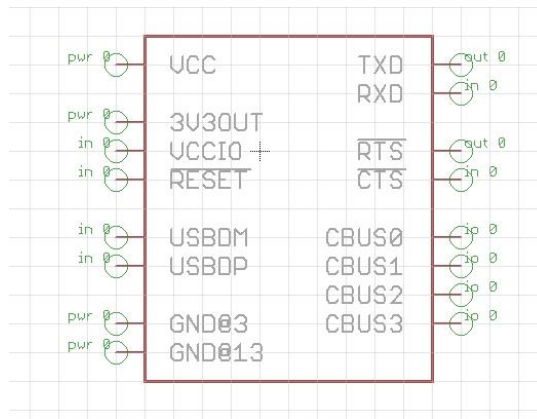 pwr 0 VCC TXD out 0
RXD in 0
pwr 0 3V3OUT
in 0 VCCIO RTS out 0
in 0 RESET CTS in 0
in 0 USBDM CBUS0 io 0
in 0 USBDP CBUS1 io 0
CBUS2 io 0
pwr 0 GND@3 CBUS3 io 0
pwr 0 GND@13